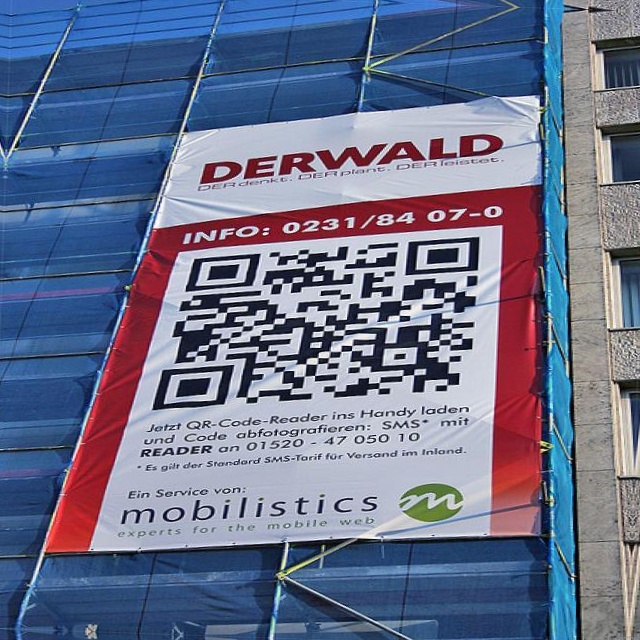 DERWALD
DER denkt. DER plant. DER leistet.
INFO: 0231/84 07-0
Jetzt QR-Code-Reader ins Handy laden
und Code abfotografieren: SMS* mit
READER an 01520 - 47 050 10
* Es gilt der Standard SMS-Tarif für Versand im Inland.
Ein Service von:
mobilistics m
experts for the mobile web